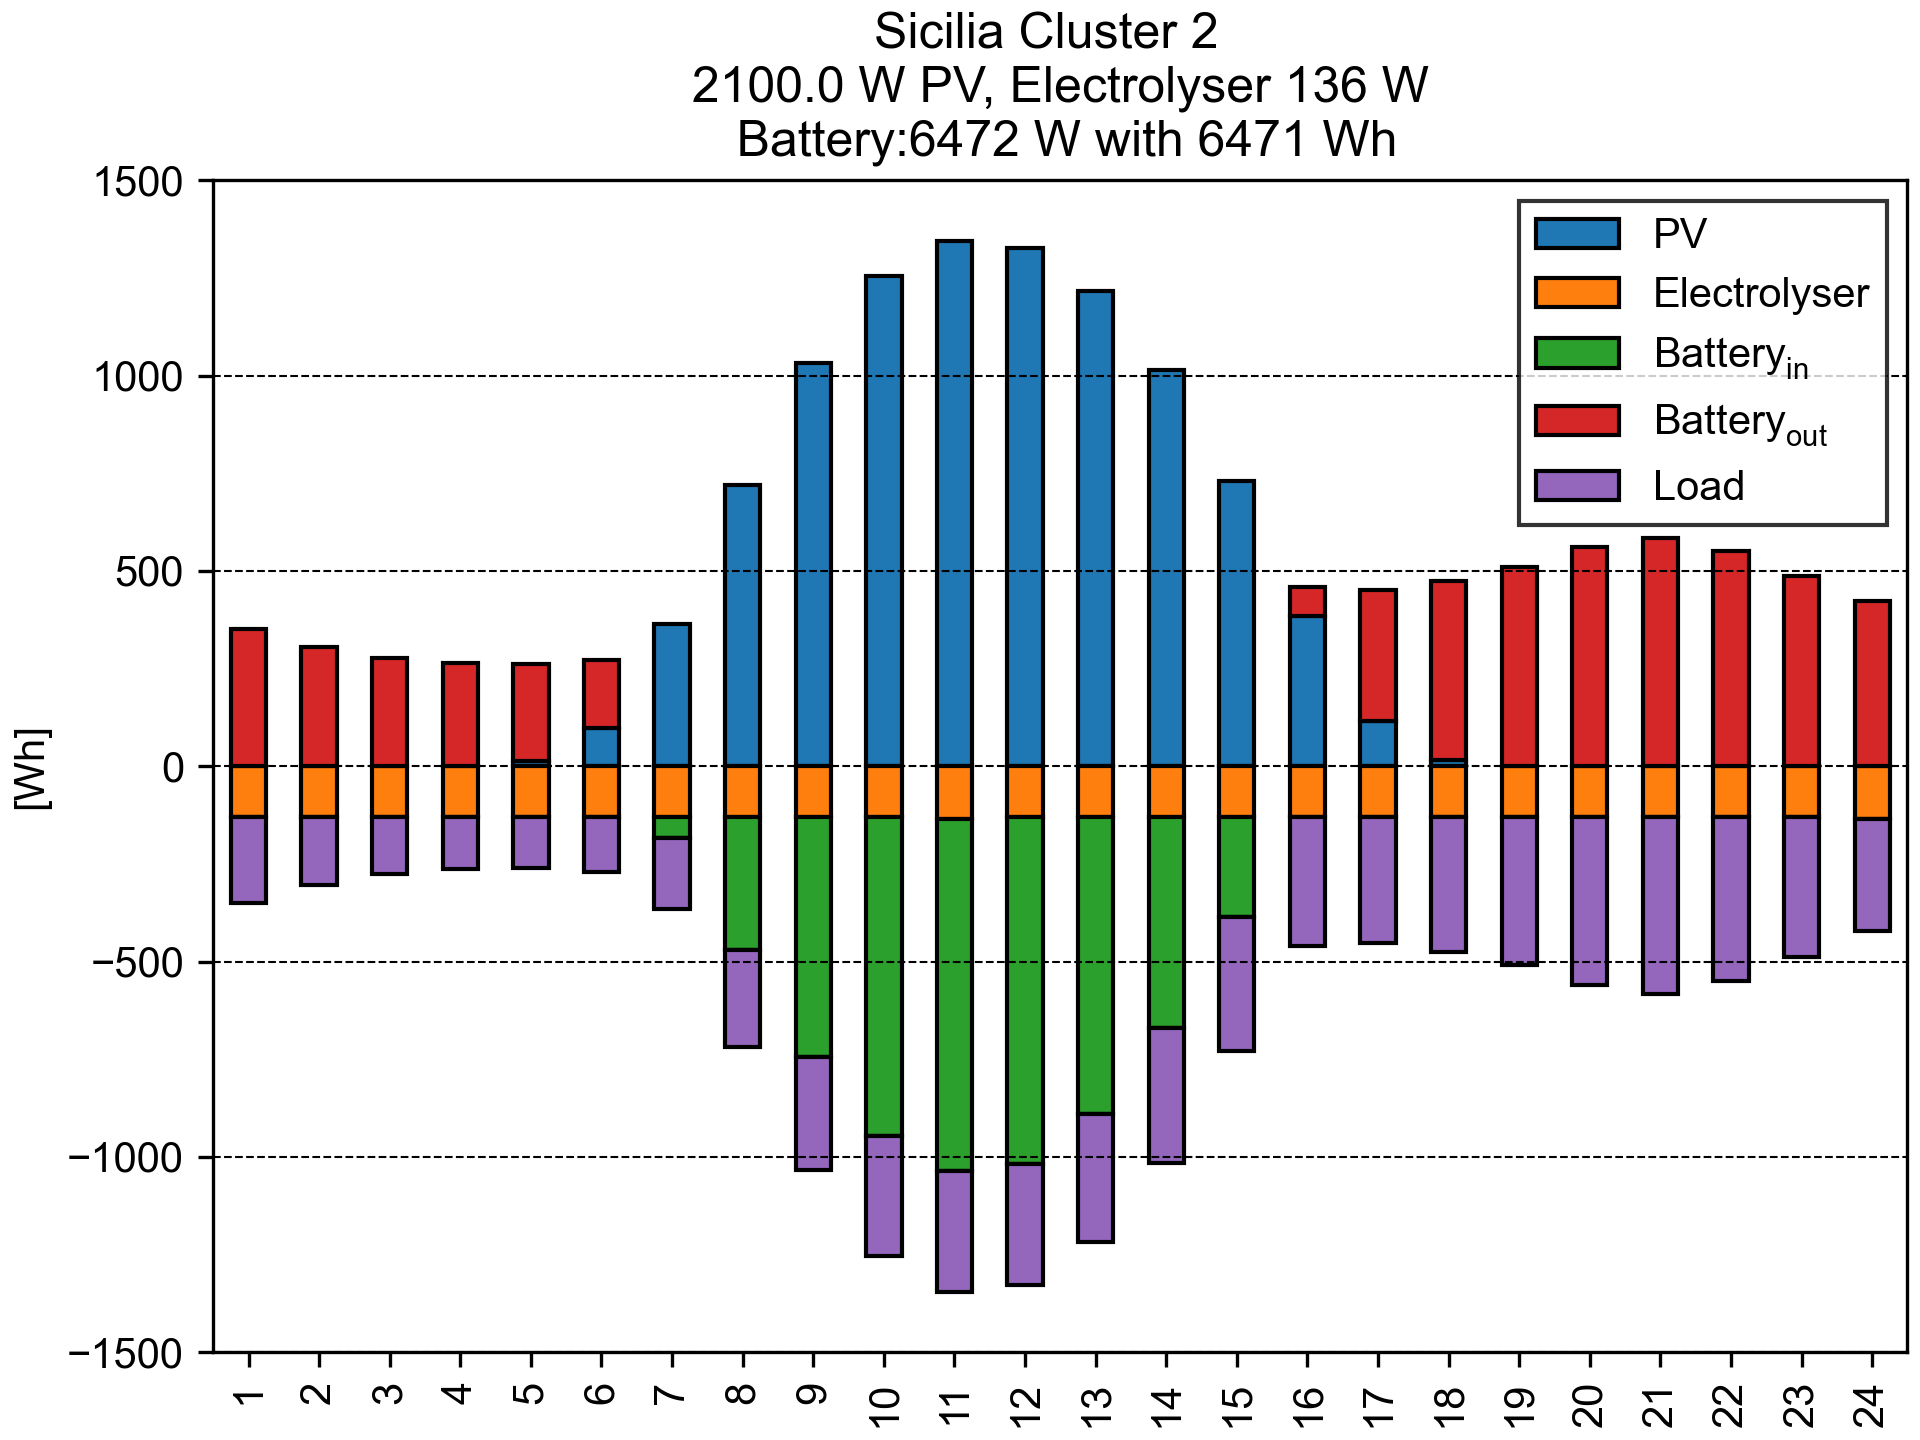 Sicilia Cluster 2
2100.0 W PV, Electrolyser 136 W
Battery:6472 W with 6471 Wh
1500
1000
500
0
−500
−1000
−1500
[Wh]
PV
Electrolyser
Battery_in
Battery_out
Load
1 2 3 4 5 6 7 8 9 10 11 12 13 14 15 16 17 18 19 20 21 22 23 24